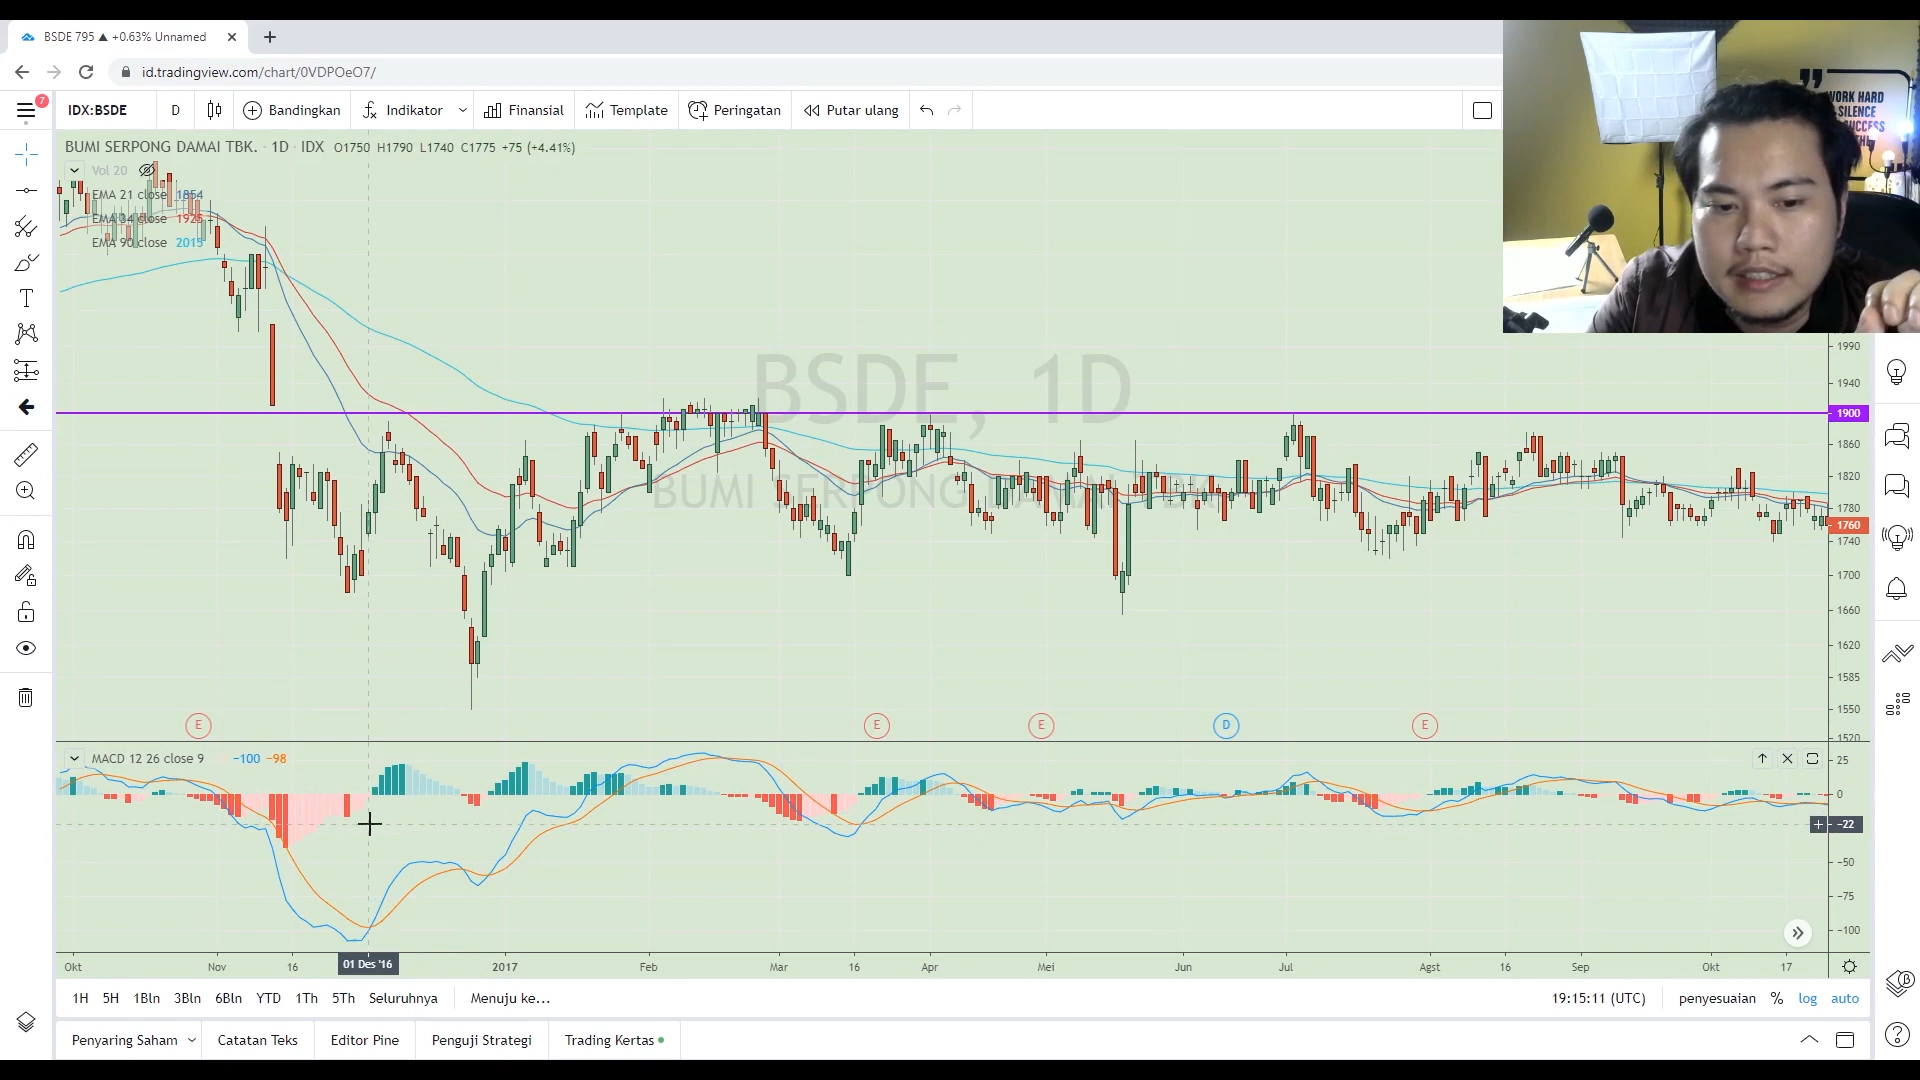 BSDE 795 ▲ +0.63% Unnamed
id.tradingview.com/chart/0VDPOeO7/
7
IDX:BSDE D Bandingkan Indikator Finansial Template Peringatan Putar ulang
BUMI SERPONG DAMAI TBK. · 1D · IDX O1750 H1790 L1740 C1775 +75 (+4.41%)
Vol 20
EMA 21 close 1854
EMA 34 close 1925
EMA 90 close 2015
WORK HARD
SILENCE
SUCCESS
BSDE, 1D
BUMI SERPONG DAMAI TBK
1990
1940
1900
1860
1820
1780
1760
1740
1700
1660
1620
1585
1550
1520
E E E D E
MACD 12 26 close 9 −100 −98
25
0
−22
−50
−75
−100
Okt Nov 16 01 Des '16 2017 Feb Mar 16 Apr Mei Jun Jul Agst 16 Sep Okt 17
1H 5H 1Bln 3Bln 6Bln YTD 1Th 5Th Seluruhnya Menuju ke... 19:15:11 (UTC) penyesuaian % log auto
Penyaring Saham Catatan Teks Editor Pine Penguji Strategi Trading Kertas